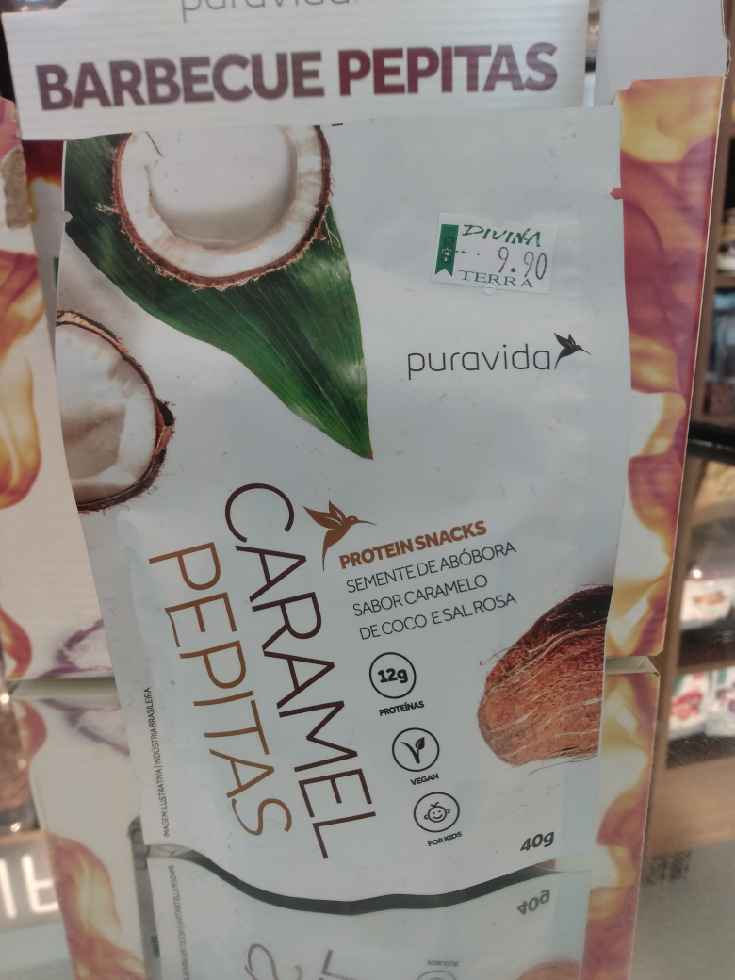 puravida
BARBECUE PEPITAS
DIVINA
9.90
TERRA
puravida
CARAMEL
PEPITAS
PROTEIN SNACKS
SEMENTE DE ABÓBORA
SABOR CARAMELO
DE COCO E SAL ROSA
12g
PROTEÍNAS
VEGAN
FOR KIDS
IMAGEM ILUSTRATIVA | INDÚSTRIA BRASILEIRA
40g
40g